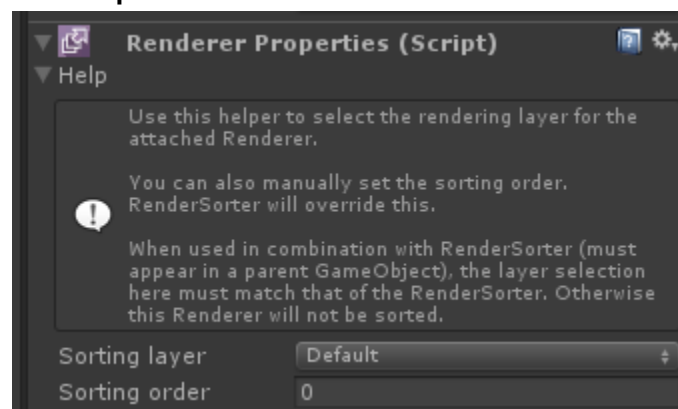 Renderer Properties (Script)
Help
Use this helper to select the rendering layer for the
attached Renderer.
You can also manually set the sorting order.
RenderSorter will override this.
When used in combination with RenderSorter (must
appear in a parent GameObject), the layer selection
here must match that of the RenderSorter. Otherwise
this Renderer will not be sorted.
Sorting layer Default
Sorting order 0